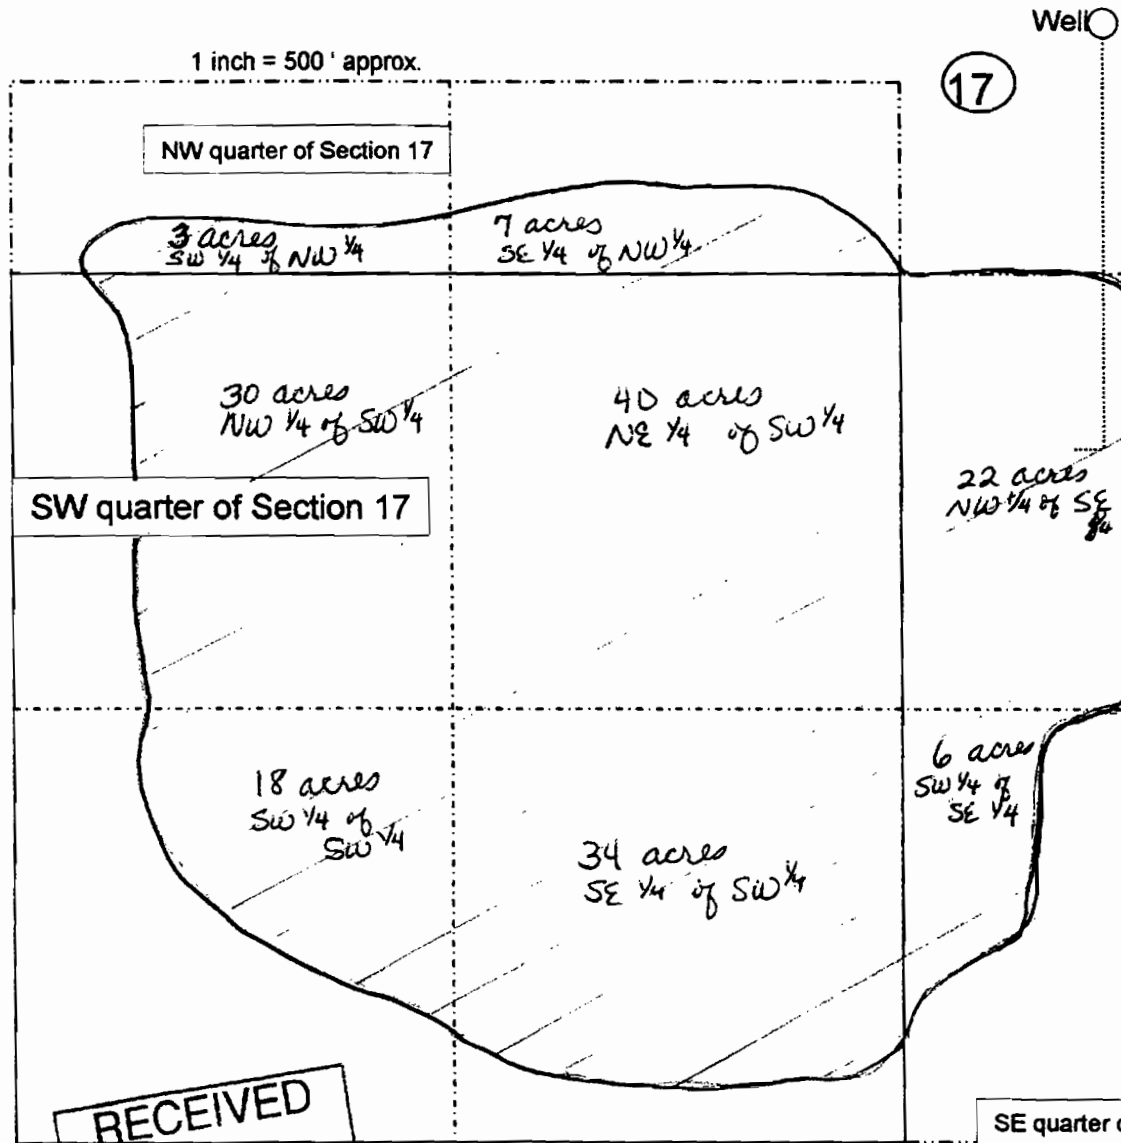 Well
1 inch = 500 ' approx.
17
NW quarter of Section 17
3 acres
SW 1/4 of NW 1/4
7 acres
SE 1/4 of NW 1/4
30 acres
NW 1/4 of SW 1/4
40 acres
NE 1/4 of SW 1/4
22 acres
NW 1/4 of SE
1/4
SW quarter of Section 17
6 acres
SW 1/4 of
SE 1/4
18 acres
SW 1/4 of
SW 1/4
34 acres
SE 1/4 of SW 1/4
RECEIVED
SE quarter